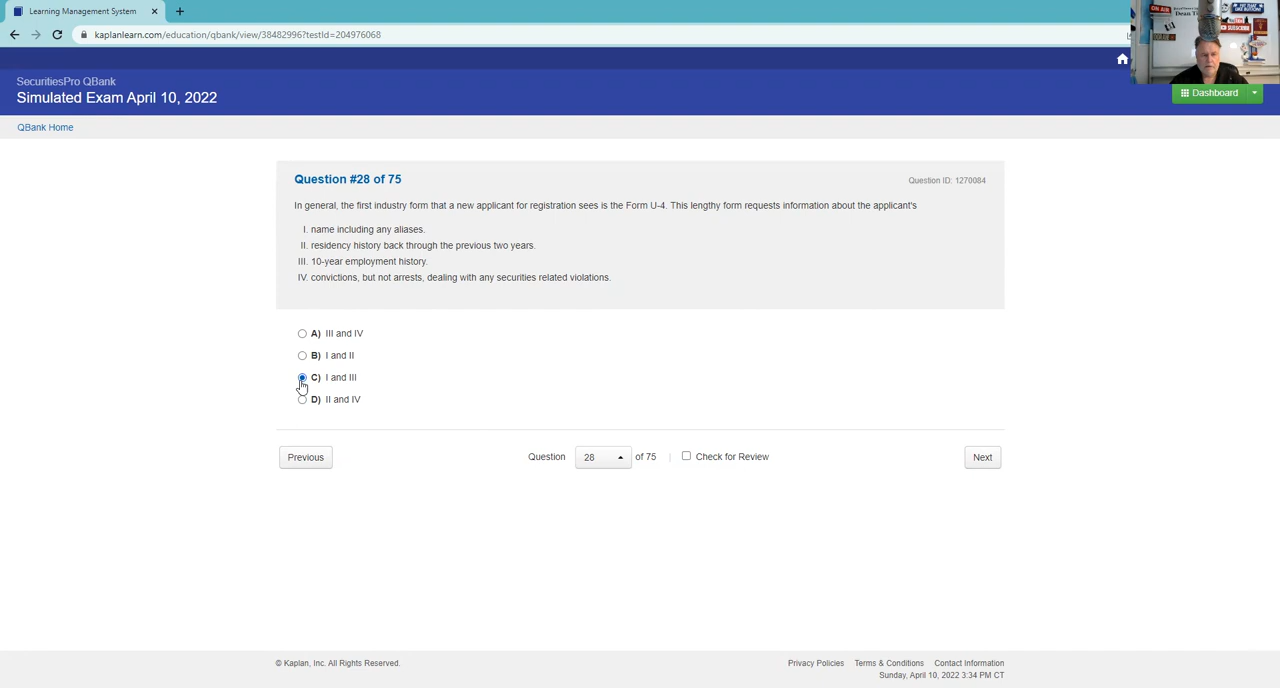 Learning Management System
kaplanlearn.com/education/qbank/view/38482996?testId=204976068
ON AIR
Dean T
SUBSCRIBE
SecuritiesPro QBank
Simulated Exam April 10, 2022
Dashboard
QBank Home
Question #28 of 75
Question ID: 1270084
In general, the first industry form that a new applicant for registration sees is the Form U-4. This lengthy form requests information about the applicant's
I. name including any aliases.
II. residency history back through the previous two years.
III. 10-year employment history.
IV. convictions, but not arrests, dealing with any securities related violations.
A) III and IV
B) I and II
C) I and III
D) II and IV
Previous
Question 28 of 75 | Check for Review
Next
© Kaplan, Inc. All Rights Reserved.
Privacy Policies Terms & Conditions Contact Information
Sunday, April 10, 2022 3:34 PM CT